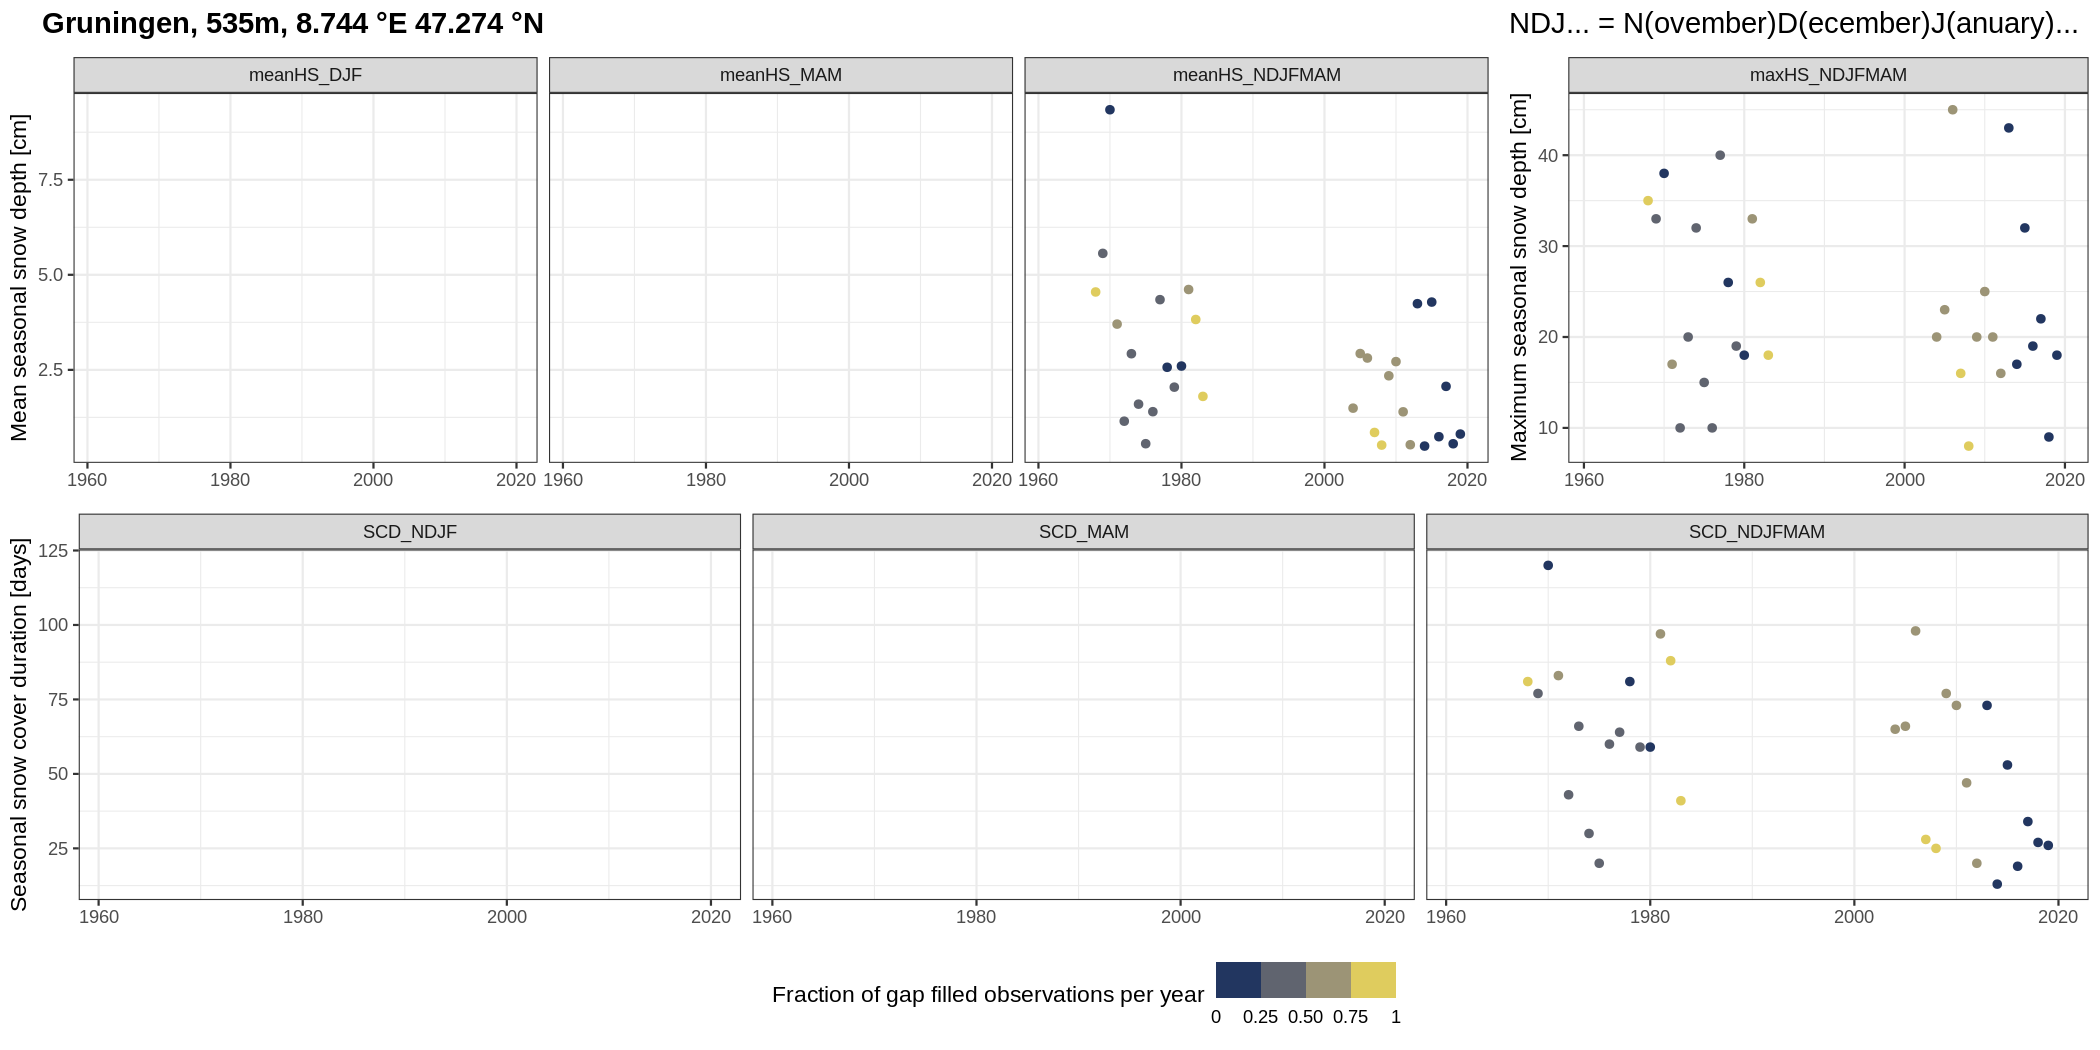 Gruningen, 535m, 8.744 °E 47.274 °N
NDJ... = N(ovember)D(ecember)J(anuary)...
meanHS_DJF
meanHS_MAM
meanHS_NDJFMAM
maxHS_NDJFMAM
Mean seasonal snow depth [cm]
7.5
5.0
2.5
1960 1980 2000 2020
1960 1980 2000 2020
1960 1980 2000 2020
Maximum seasonal snow depth [cm]
40
30
20
10
1960 1980 2000 2020
SCD_NDJF
SCD_MAM
SCD_NDJFMAM
Seasonal snow cover duration [days]
125
100
75
50
25
1960 1980 2000 2020
1960 1980 2000 2020
1960 1980 2000 2020
Fraction of gap filled observations per year
0 0.25 0.50 0.75 1